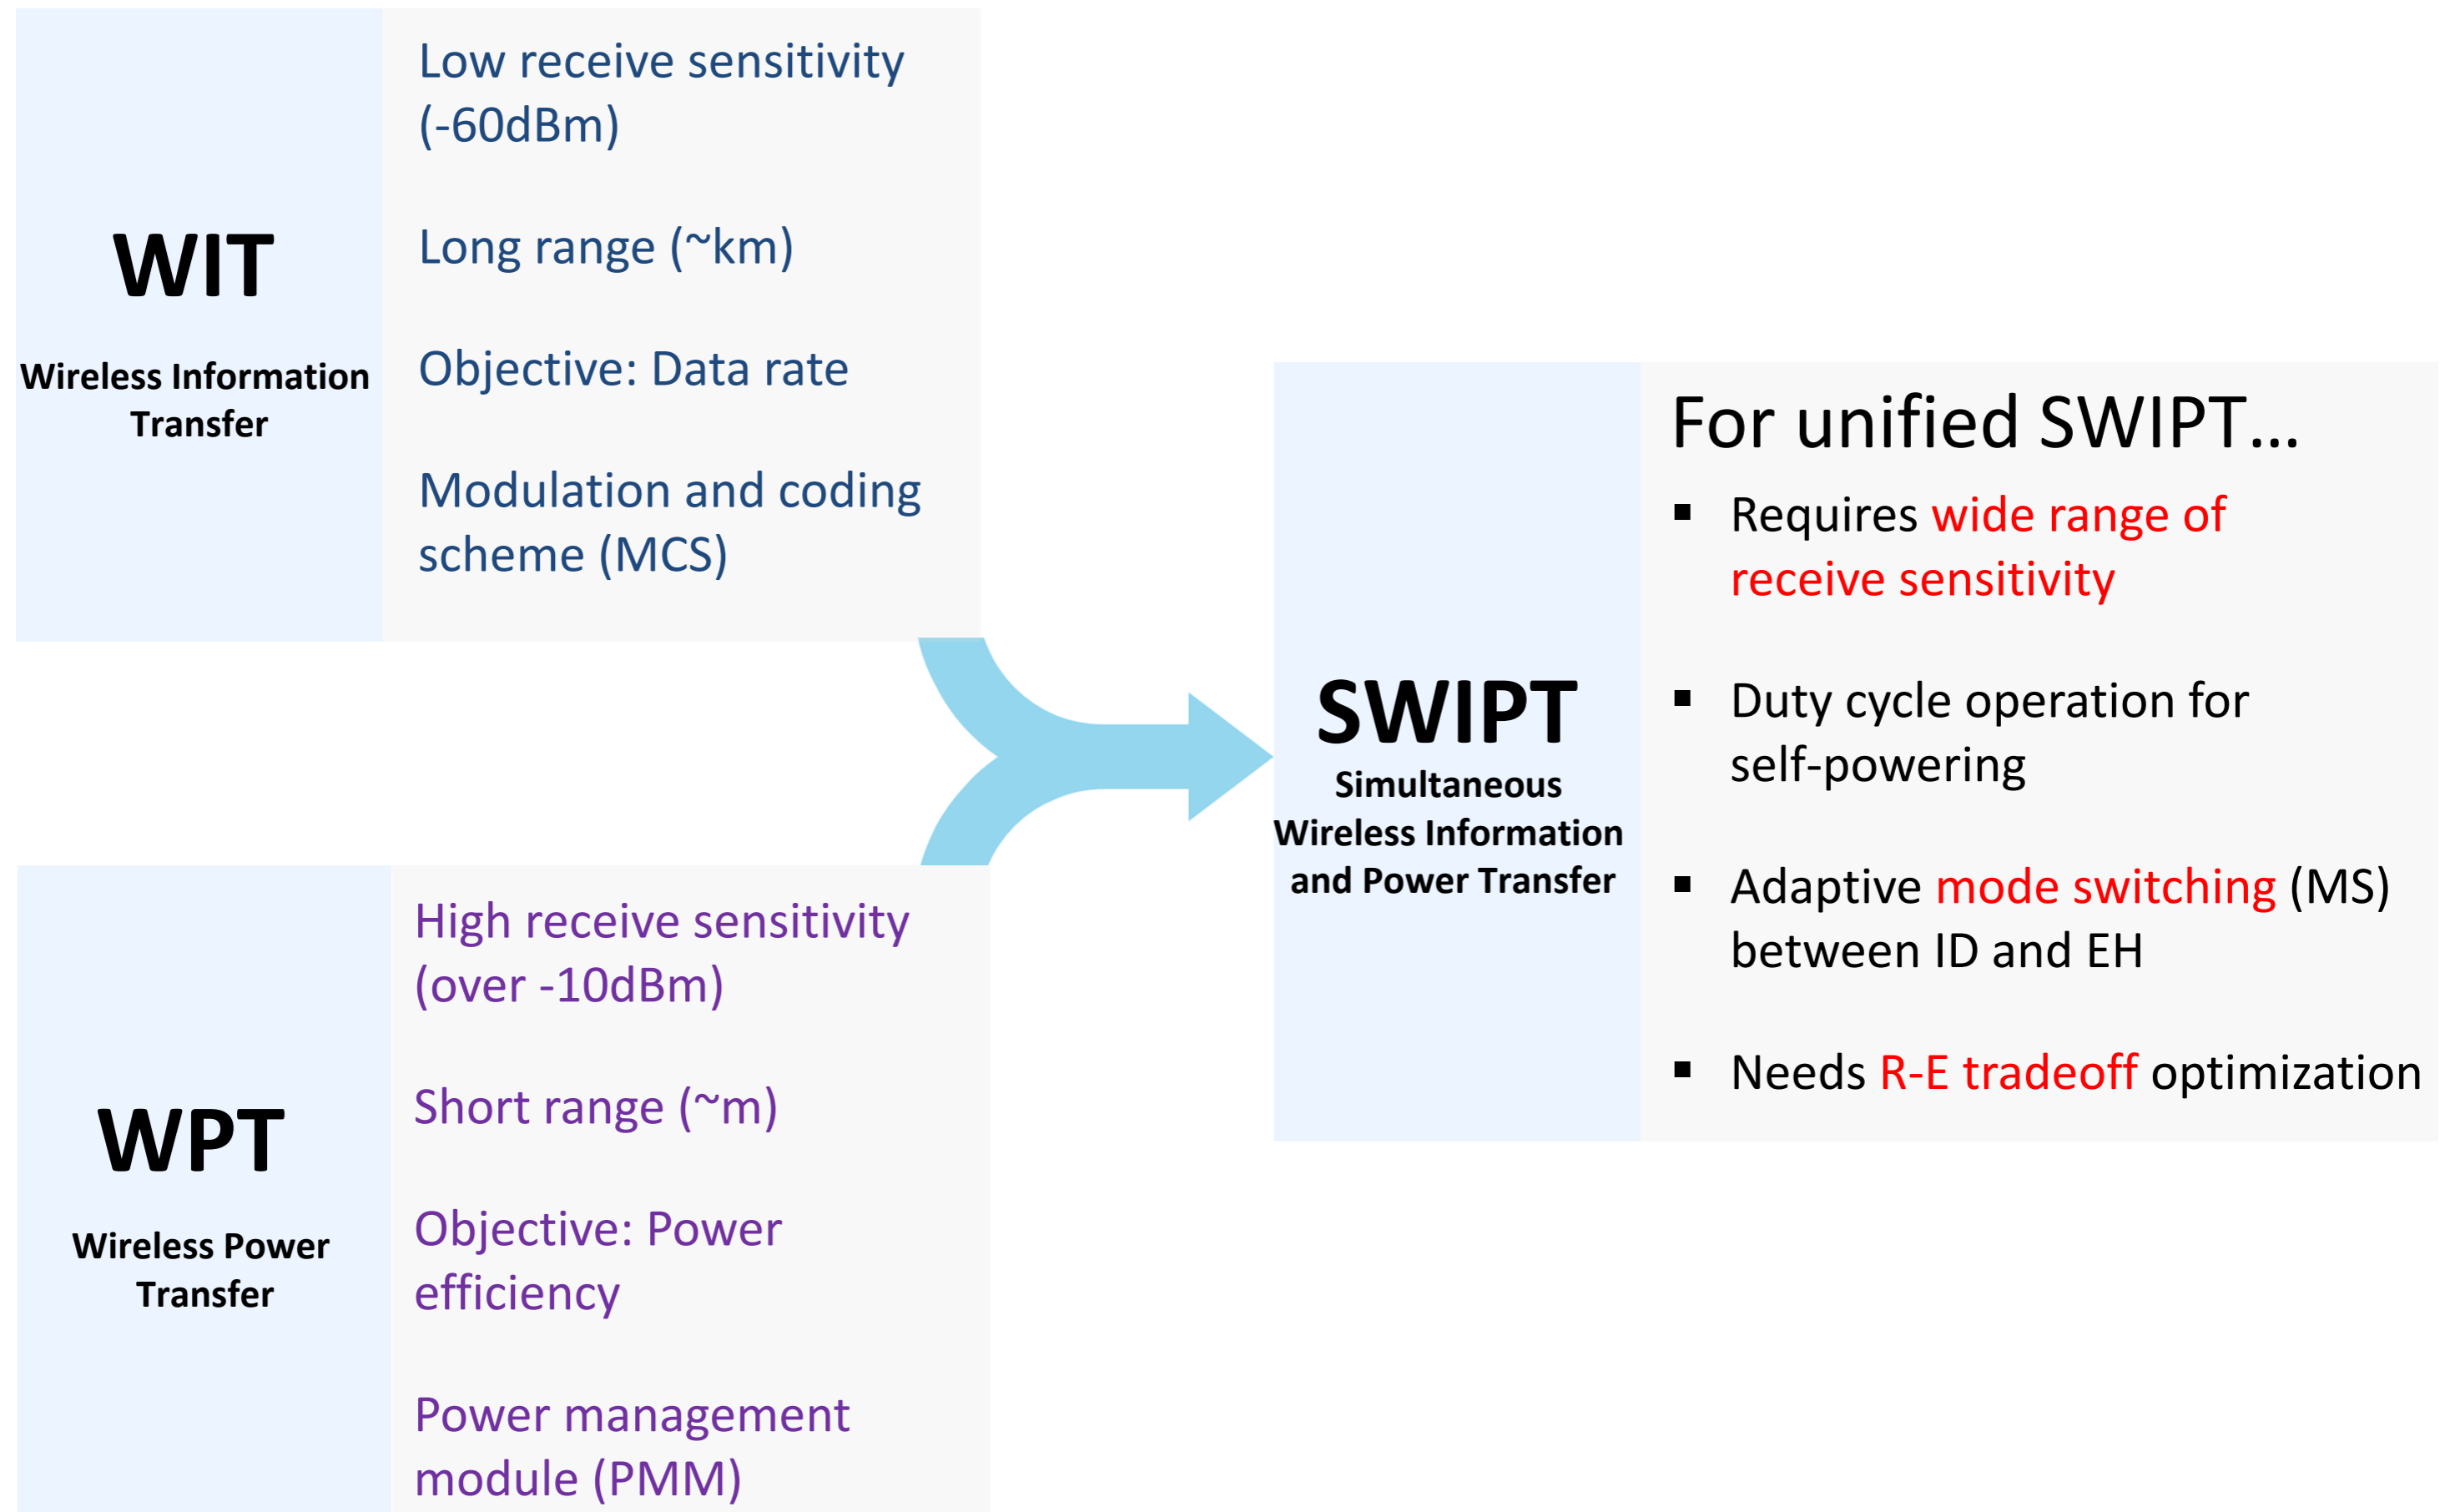 WIT
Wireless Information
Transfer
Low receive sensitivity
(-60dBm)
Long range (~km)
Objective: Data rate
Modulation and coding
scheme (MCS)
WPT
Wireless Power
Transfer
High receive sensitivity
(over -10dBm)
Short range (~m)
Objective: Power
efficiency
Power management
module (PMM)
SWIPT
Simultaneous
Wireless Information
and Power Transfer
For unified SWIPT...
▪ Requires wide range of
receive sensitivity
▪ Duty cycle operation for
self-powering
▪ Adaptive mode switching (MS)
between ID and EH
▪ Needs R-E tradeoff optimization